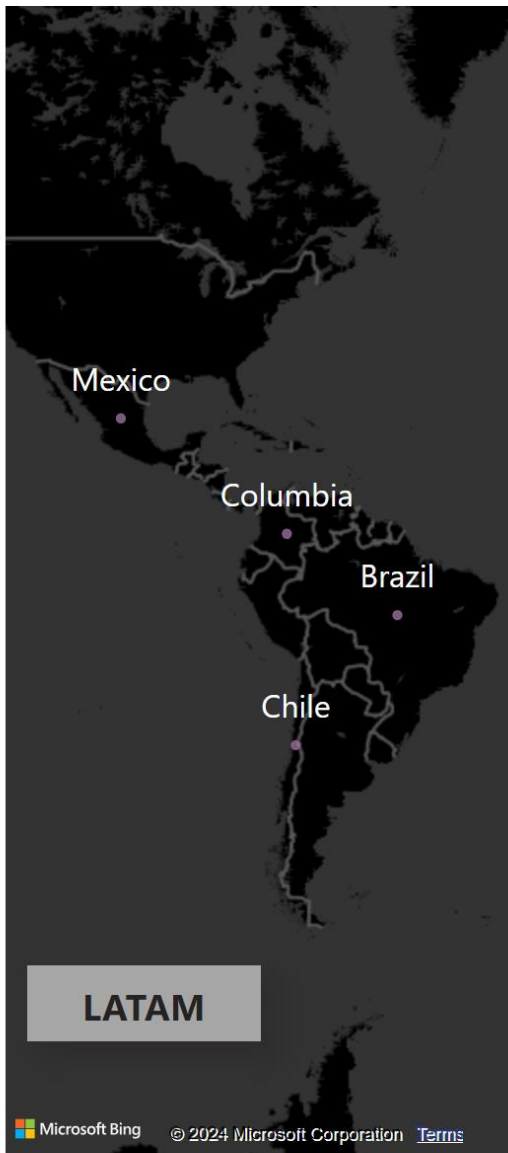 Mexico
Columbia
Brazil
Chile
LATAM
Microsoft Bing
© 2024 Microsoft Corporation Terms